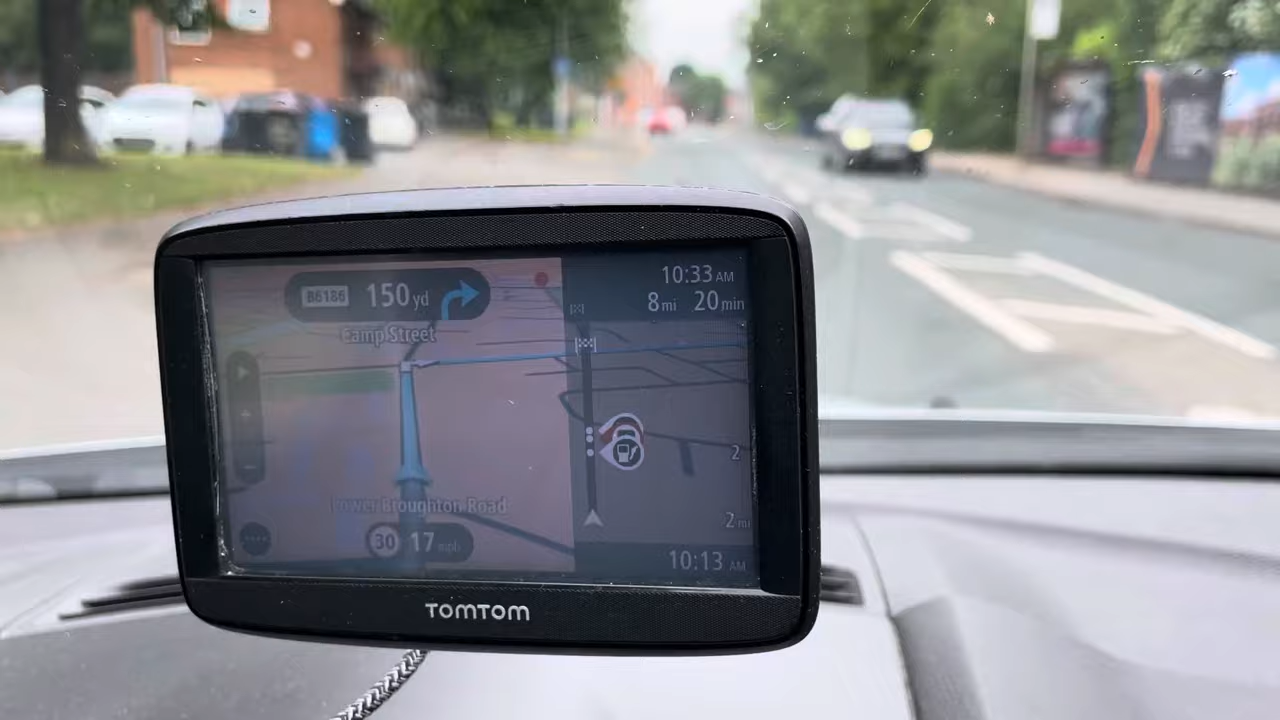 B6186 150 yd
Camp Street
10:33 AM
8 mi 20 min
2
2 mi
Lower Broughton Road
30 17 mph
10:13 AM
TOMTOM